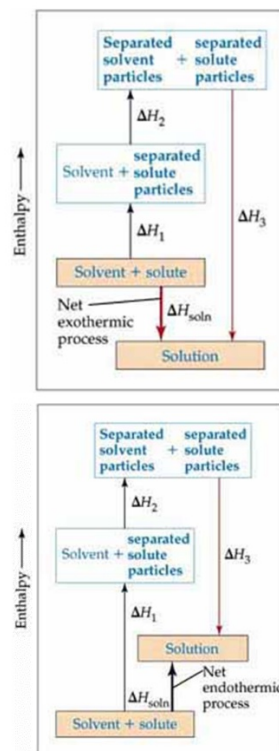 Separated separated
solvent + solute
particles particles
ΔH₂
separated
Solvent + solute
particles
ΔH₃
ΔH₁
Enthalpy
Solvent + solute
Net
exothermic
process
ΔHsoln
Solution
Separated separated
solvent + solute
particles particles
ΔH₂
separated
Solvent + solute
particles
ΔH₃
Enthalpy
ΔH₁
Solution
ΔHsoln
Net
endothermic
process
Solvent + solute